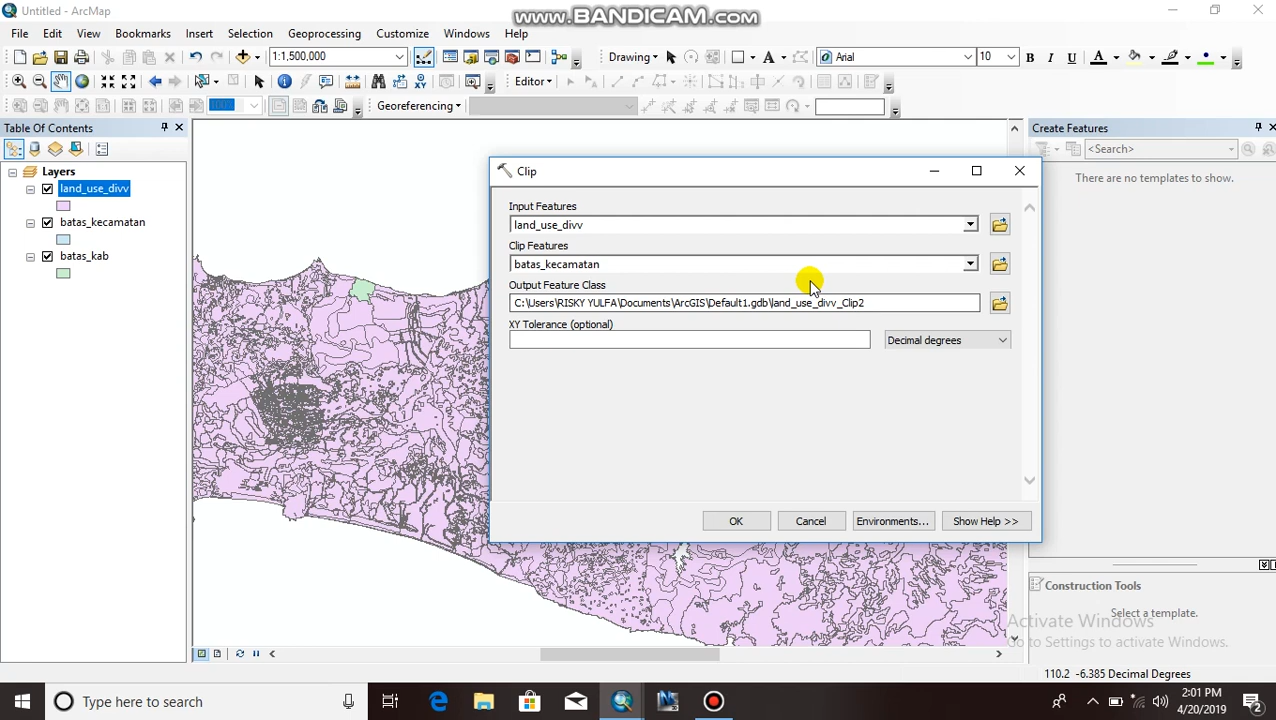 Untitled - ArcMap
www.BANDICAM.com
File Edit View Bookmarks Insert Selection Geoprocessing Customize Windows Help
1:1,500,000 Drawing Arial 10 B I U A
Editor
Georeferencing
Table Of Contents
Create Features
<Search>
There are no templates to show.
Layers
land_use_divv
batas_kecamatan
batas_kab
Clip
Input Features
land_use_divv
Clip Features
batas_kecamatan
Output Feature Class
C:\Users\RISKY YULFA\Documents\ArcGIS\Default1.gdb\land_use_divv_Clip2
XY Tolerance (optional)
Decimal degrees
OK Cancel Environments... Show Help >>
Construction Tools
Select a template.
Activate Windows
Go to Settings to activate Windows.
110.2 -6.385 Decimal Degrees
Type here to search
2:01 PM
4/20/2019
2